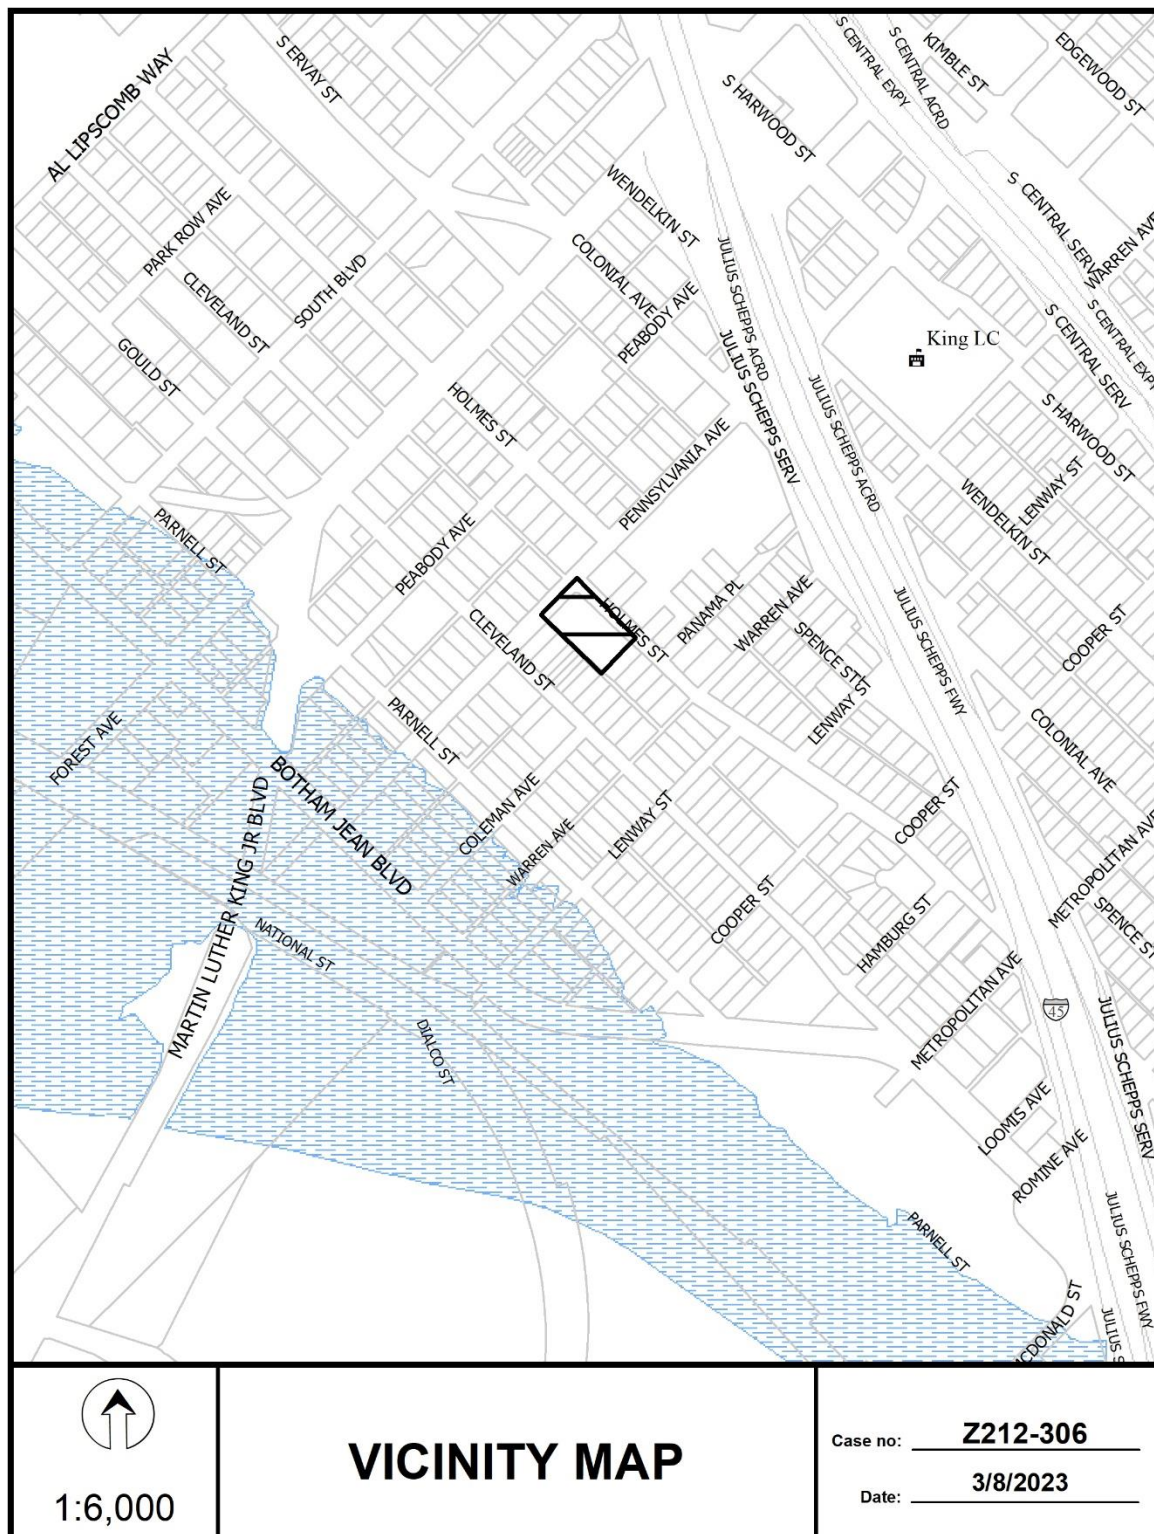 AL LIPSCOMB WAY
S ERVAY ST
S CENTRAL EXPY
S CENTRAL ACRD
KIMBLE ST
EDGEWOOD ST
S HARWOOD ST
WENDELKIN ST
S CENTRAL SERV
WARREN AVE
PARK ROW AVE
CLEVELAND ST
SOUTH BLVD
COLONIAL AVE
PEABODY AVE
JULIUS SCHEPPS ACRD
JULIUS SCHEPPS SERV
S CENTRAL SERV
S CENTRAL EXPY
King LC
GOULD ST
HOLMES ST
JULIUS SCHEPPS ACRD
S HARWOOD ST
PENNSYLVANIA AVE
LENWAY ST
WENDELKIN ST
PARNELL ST
PEABODY AVE
CLEVELAND ST
HOLMES ST
PANAMA PL
WARREN AVE
SPENCE ST
LENWAY ST
JULIUS SCHEPPS FWY
COOPER ST
COLONIAL AVE
FOREST AVE
PARNELL ST
BOTHAM JEAN BLVD
MARTIN LUTHER KING JR BLVD
COLEMAN AVE
WARREN AVE
LENWAY ST
COOPER ST
COOPER ST
METROPOLITAN AVE
SPENCE ST
HAMBURG ST
NATIONAL ST
DIALCO ST
METROPOLITAN AVE
45
JULIUS SCHEPPS SERV
LOOMIS AVE
ROMINE AVE
PARNELL ST
JULIUS SCHEPPS FWY
MCDONALD ST
JULIUS S
1:6,000
VICINITY MAP
Case no: Z212-306
Date: 3/8/2023